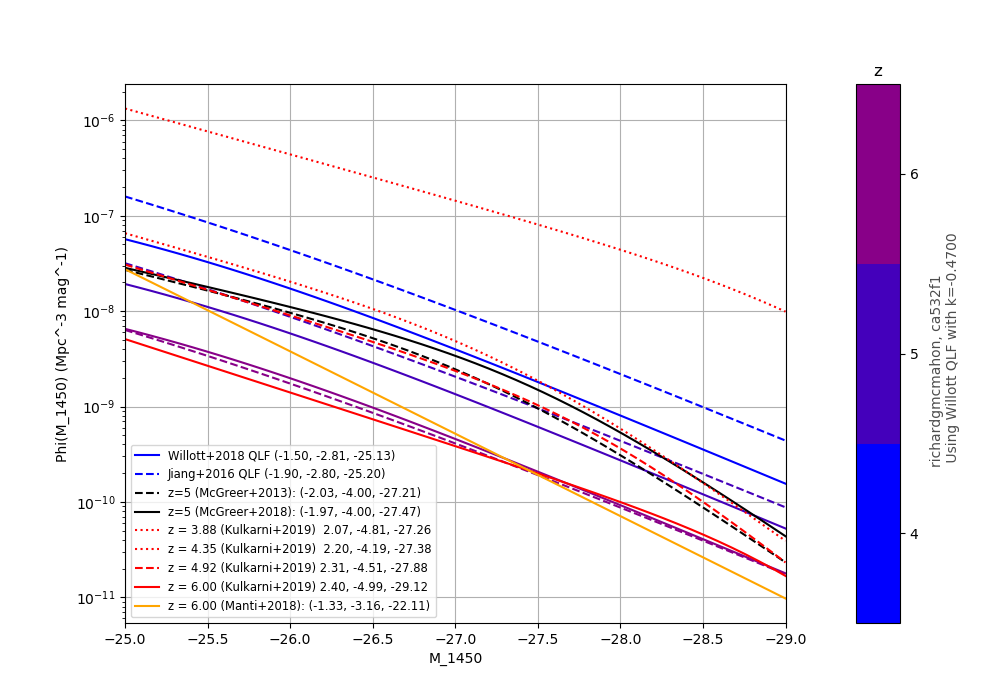 z
10^-6
10^-7
10^-8
10^-9
10^-10
10^-11
Phi(M_1450) (Mpc^-3 mag^-1)
Willott+2018 QLF (-1.50, -2.81, -25.13)
Jiang+2016 QLF (-1.90, -2.80, -25.20)
z=5 (McGreer+2013): (-2.03, -4.00, -27.21)
z=5 (McGreer+2018): (-1.97, -4.00, -27.47)
z = 3.88 (Kulkarni+2019)  2.07, -4.81, -27.26
z = 4.35 (Kulkarni+2019)  2.20, -4.19, -27.38
z = 4.92 (Kulkarni+2019) 2.31, -4.51, -27.88
z = 6.00 (Kulkarni+2019) 2.40, -4.99, -29.12
z = 6.00 (Manti+2018): (-1.33, -3.16, -22.11)
−25.0 −25.5 −26.0 −26.5 −27.0 −27.5 −28.0 −28.5 −29.0
M_1450
6
5
4
richardgmcmahon, ca532f1
Using Willott QLF with k=-0.4700